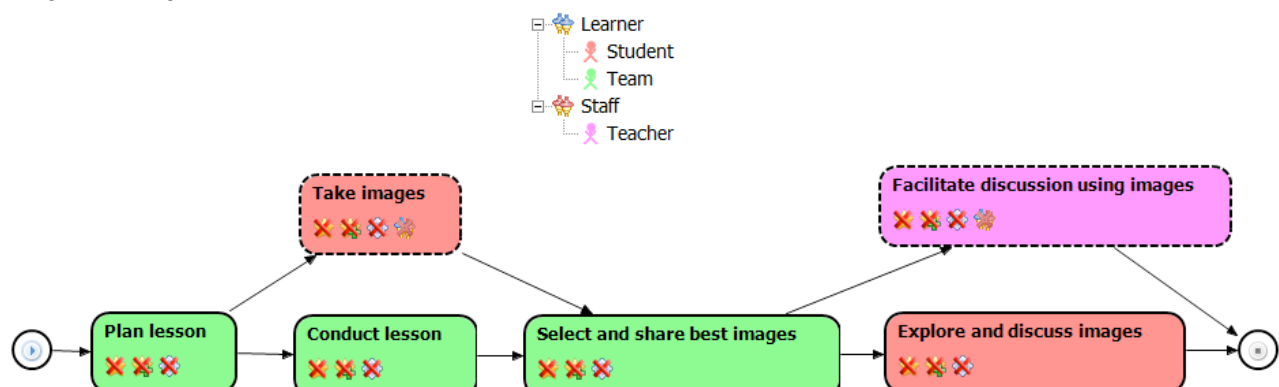 Learner
Student
Team
Staff
Teacher
Take images
Facilitate discussion using images
Plan lesson
Conduct lesson
Select and share best images
Explore and discuss images